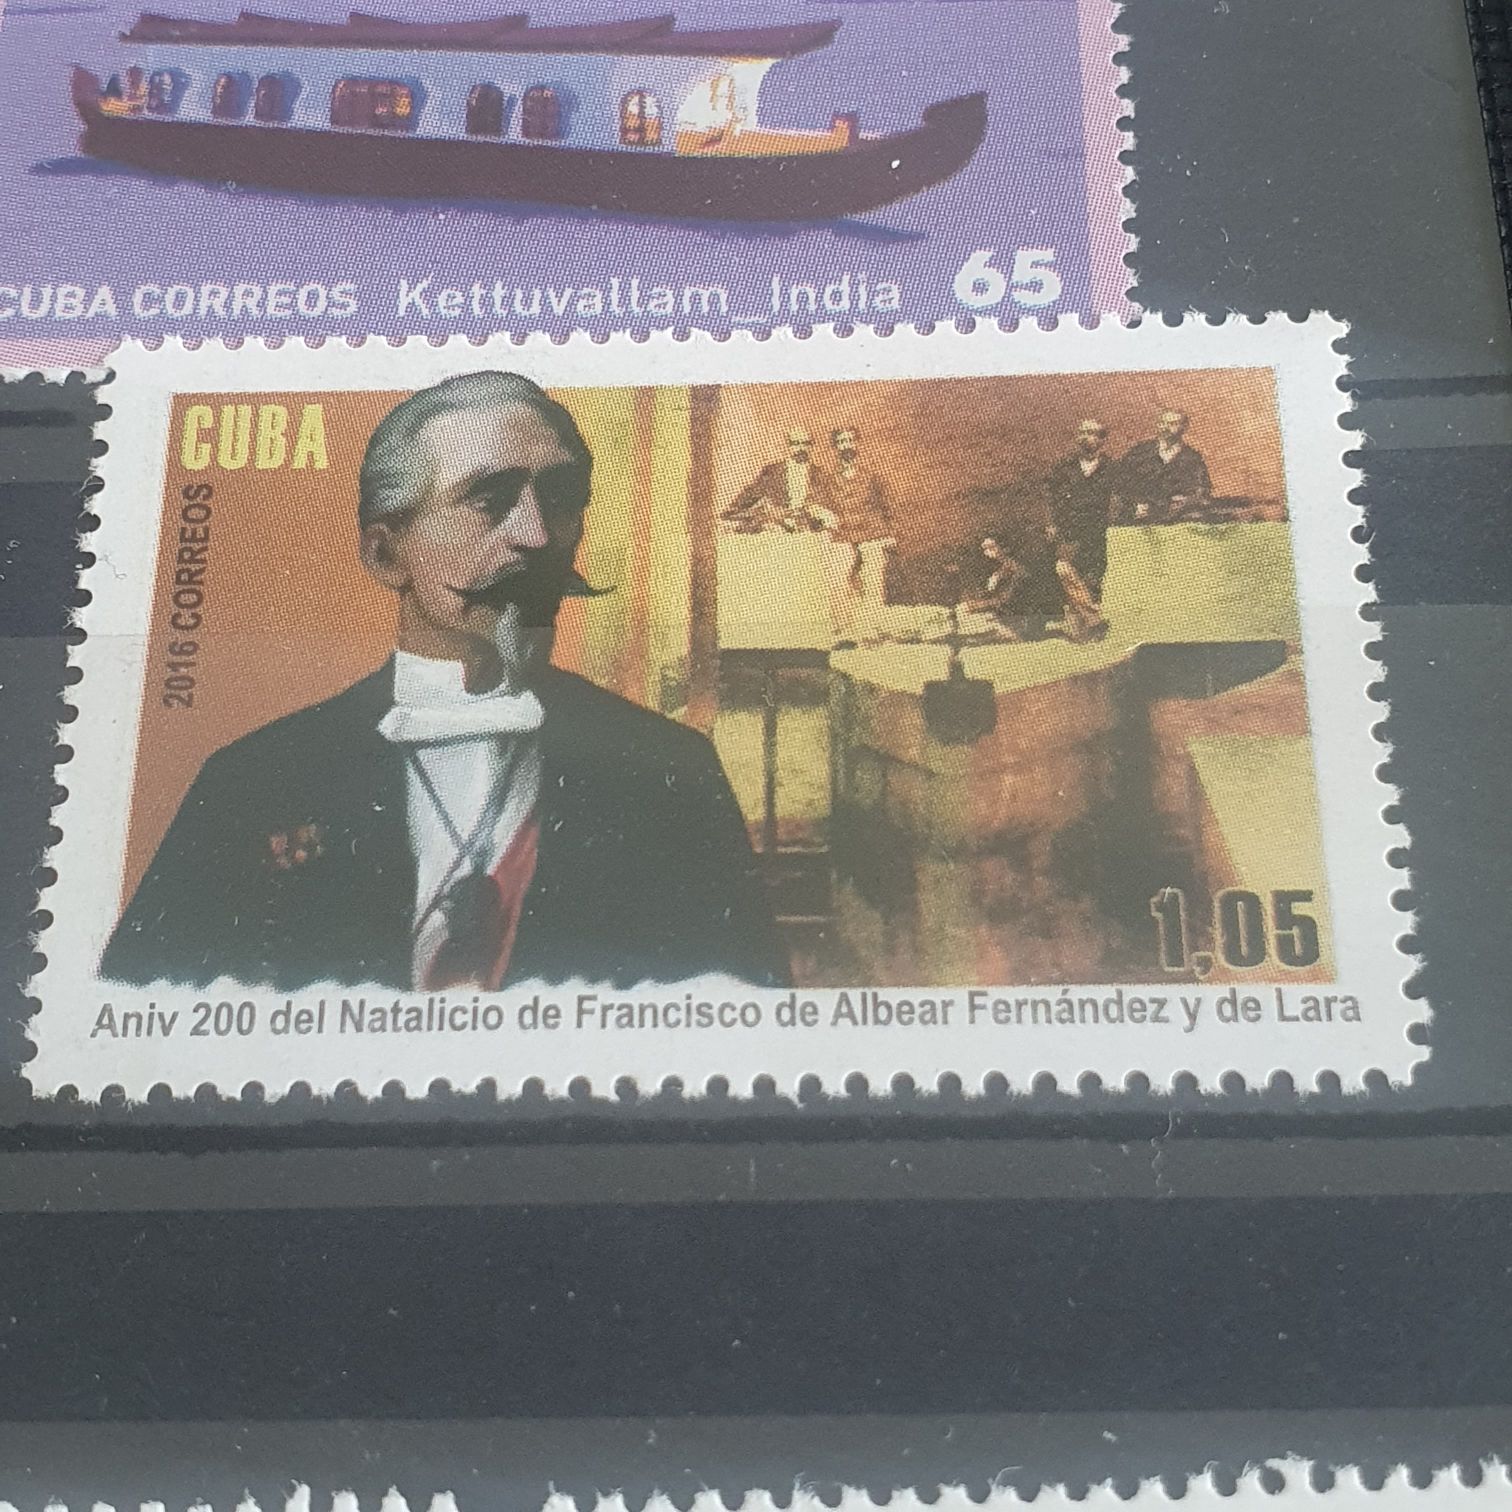 CUBA CORREOS Kettuvallam_India 65
CUBA
2016 CORREOS
1,05
Aniv 200 del Natalicio de Francisco de Albear Fernández y de Lara